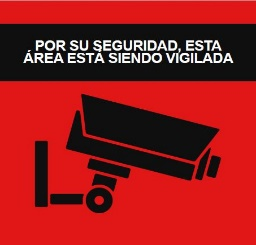 POR SU SEGURIDAD, ESTA
ÁREA ESTÁ SIENDO VIGILADA